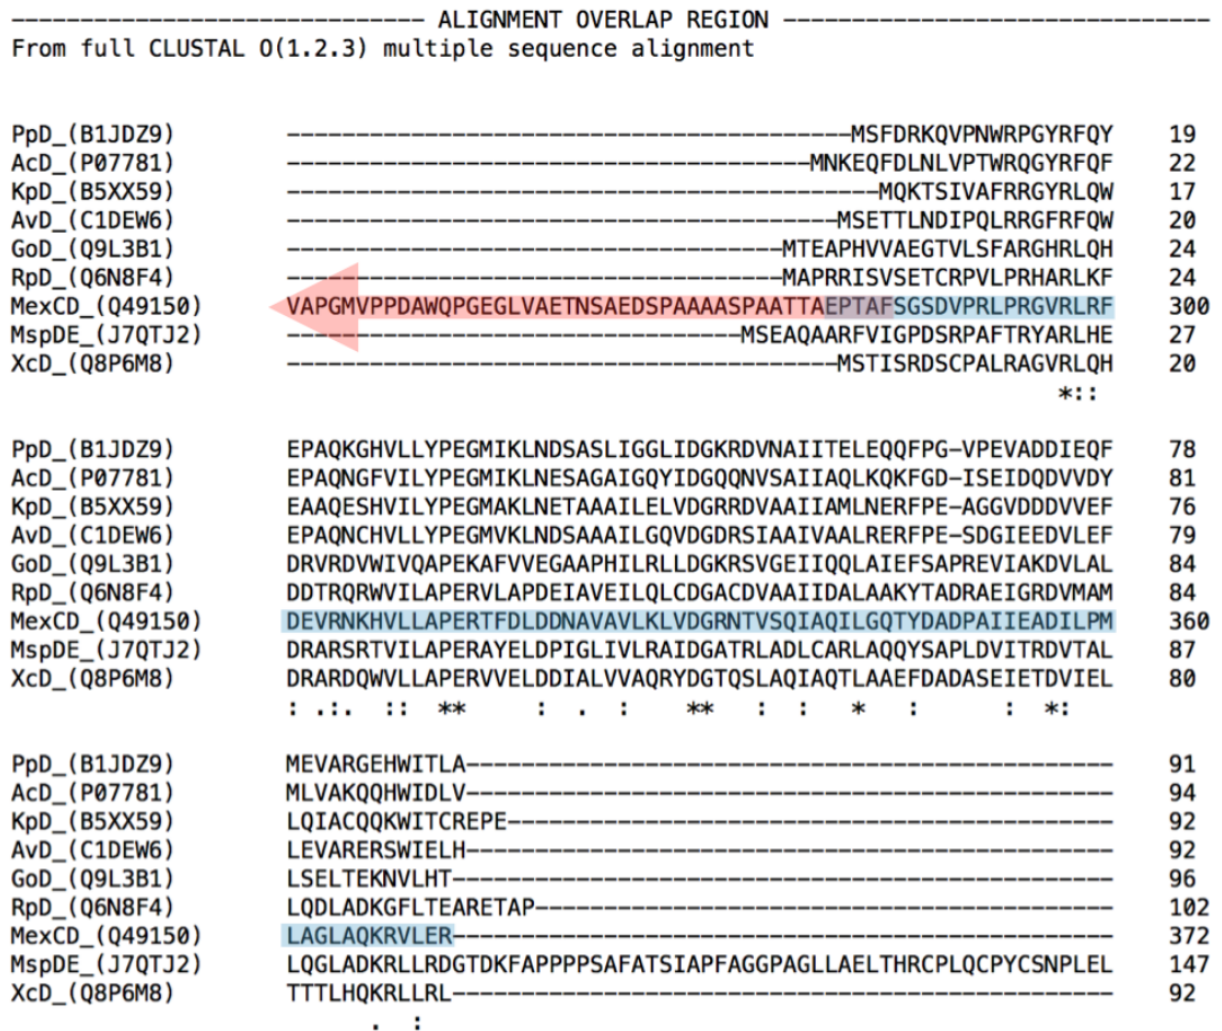 ------------------------------ ALIGNMENT OVERLAP REGION -------------------------------
From full CLUSTAL O(1.2.3) multiple sequence alignment
PpD_(B1JDZ9) -----------------------------------------MSFDRKQVPNWRPGYRFQY 19
AcD_(P07781) --------------------------------------MNKEQFDLNLVPTWRQGYRFQF 22
KpD_(B5XX59) -------------------------------------------MQKTSIVAFRRGYRLQW 17
AvD_(C1DEW6) ----------------------------------------MSETTLNDIPQLRRGFRFQW 20
GoD_(Q9L3B1) ------------------------------------MTEAPHVVAEGTVLSFARGHRLQH 24
RpD_(Q6N8F4) ------------------------------------MAPRRISVSETCRPVLPRHARLKF 24
MexCD_(Q49150) VAPGMVPPDAWQPGEGLVAETNSAEDSPAAAASPAATTAEPTAFSGSDVPRLPRGVRLRF 300
MspDE_(J7QTJ2) ---------------------------------MSEAQAARFVIGPDSRPAFTRYARLHE 27
XcD_(Q8P6M8) ----------------------------------------MSTISRDSCPALRAGVRLQH 20
*::
PpD_(B1JDZ9) EPAQKGHVLLYPEGMIKLNDSASLIGGLIDGKRDVNAIITELEQQFPG-VPEVADDIEQF 78
AcD_(P07781) EPAQNGFVILYPEGMIKLNESAGAIGQYIDGQQNVSAIIAQLKQKFGD-ISEIDQDVVDY 81
KpD_(B5XX59) EAAQESHVILYPEGMAKLNETAAAILELVDGRRDVAAIIAMLNERFPE-AGGVDDDVVEF 76
AvD_(C1DEW6) EPAQNCHVLLYPEGMVKLNDSAAAILGQVDGDRSIAAIVAALRERFPE-SDGIEEDVLEF 79
GoD_(Q9L3B1) DRVRDVWIVQAPEKAFVVEGAAPHILRLLDGKRSVGEIIQQLAIEFSAPREVIAKDVLAL 84
RpD_(Q6N8F4) DDTRQRWVILAPERVLAPDEIAVEILQLCDGACDVAAIIDALAAKYTADRAEIGRDVMAM 84
MexCD_(Q49150) DEVRNKHVLLAPERTFDLDDNAVAVLKLVDGRNTVSQIAQILGQTYDADPAIIEADILPM 360
MspDE_(J7QTJ2) DRARSRTVILAPERAYELDPIGLIVLRAIDGATRLADLCARLAQQYSAPLDVITRDVTAL 87
XcD_(Q8P6M8) DRARDQWVLLAPERVVELDDIALVVAQRYDGTQSLAQIAQTLAAEFDADASEIETDVIEL 80
: .:.  ::  **     :  .  :    **  :  :   *   :      :  *:
PpD_(B1JDZ9) MEVARGEHWITLA----------------------------------------------- 91
AcD_(P07781) MLVAKQQHWIDLV----------------------------------------------- 94
KpD_(B5XX59) LQIACQQKWITCREPE-------------------------------------------- 92
AvD_(C1DEW6) LEVARERSWIELH----------------------------------------------- 92
GoD_(Q9L3B1) LSELTEKNVLHT------------------------------------------------ 96
RpD_(Q6N8F4) LQDLADKGFLTEARETAP------------------------------------------ 102
MexCD_(Q49150) LAGLAQKRVLER------------------------------------------------ 372
MspDE_(J7QTJ2) LQGLADKRLLRDGTDKFAPPPPSAFATSIAPFAGGPAGLLAELTHRCPLQCPYCSNPLEL 147
XcD_(Q8P6M8) TTTLHQKRLLRL------------------------------------------------ 92
.  :